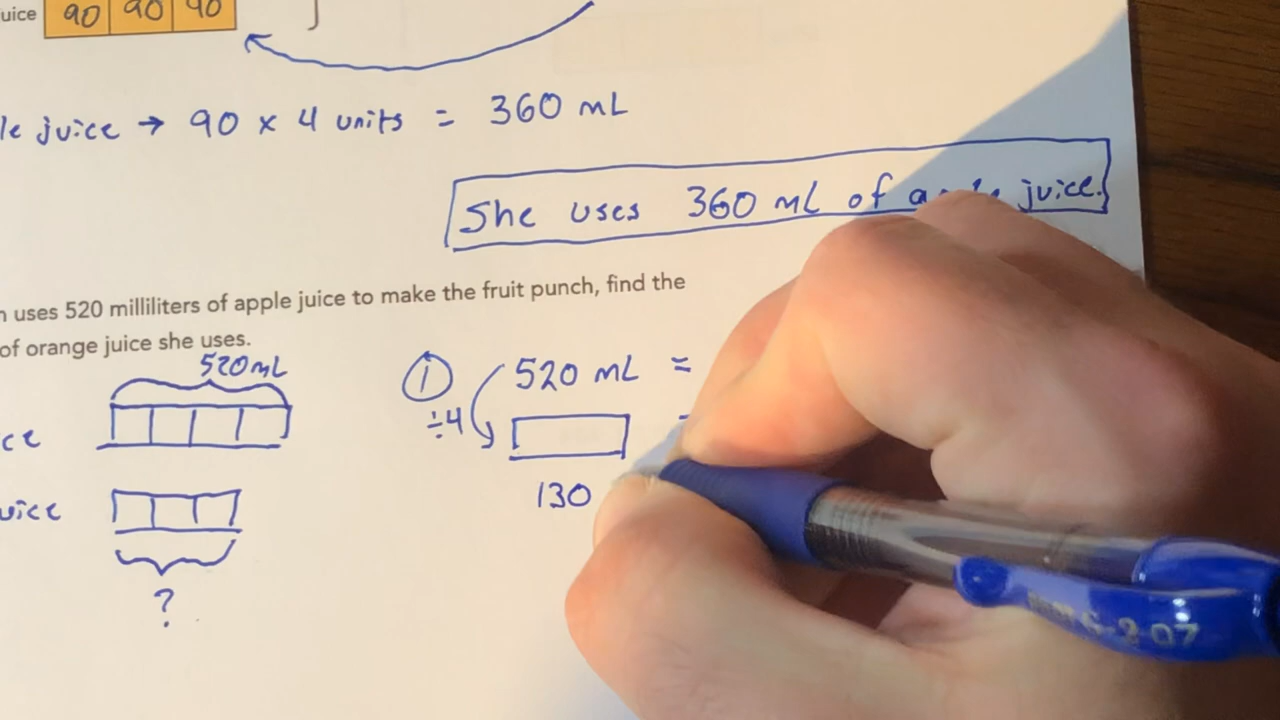 uice 90 90 90
le juice → 90 x 4 units = 360 mL
She uses 360 mL of juice.
n uses 520 milliliters of apple juice to make the fruit punch, find the
of orange juice she uses.
520mL
① 520 mL =
ce ÷4
uice 130
?